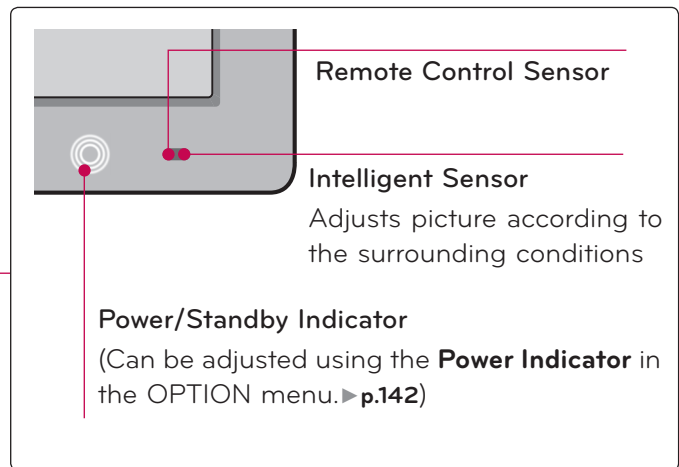 Remote Control Sensor
Intelligent Sensor
Adjusts picture according to
the surrounding conditions
Power/Standby Indicator
(Can be adjusted using the Power Indicator in
the OPTION menu.►p.142)